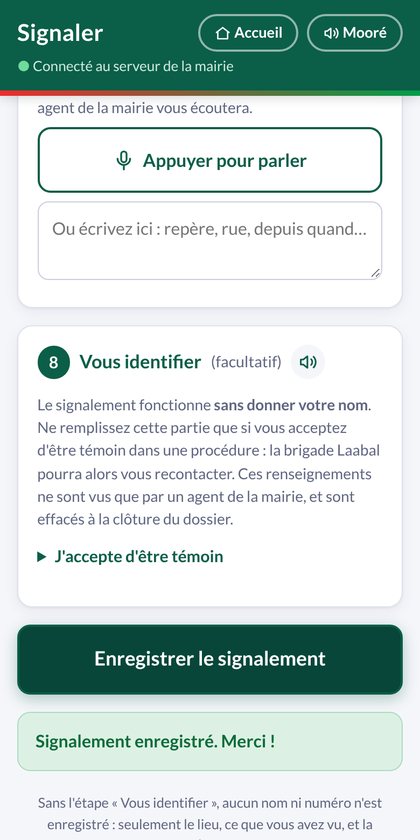 Signaler
Accueil
Mooré
Connecté au serveur de la mairie
agent de la mairie vous écoutera.
Appuyer pour parler
Ou écrivez ici : repère, rue, depuis quand...
8 Vous identifier (facultatif)
Le signalement fonctionne sans donner votre nom.
Ne remplissez cette partie que si vous acceptez
d'être témoin dans une procédure : la brigade Laabal
pourra alors vous recontacter. Ces renseignements
ne sont vus que par un agent de la mairie, et sont
effacés à la clôture du dossier.
J'accepte d'être témoin
Enregistrer le signalement
Signalement enregistré. Merci !
Sans l'étape « Vous identifier », aucun nom ni numéro n'est
enregistré : seulement le lieu, ce que vous avez vu, et la